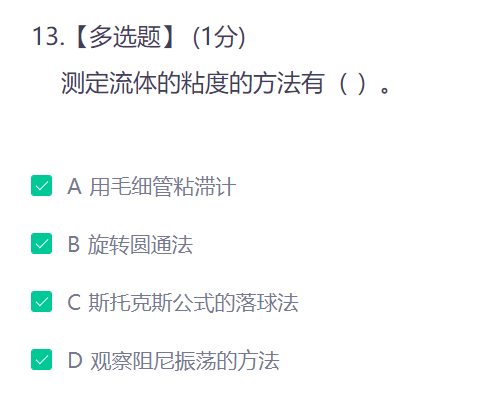 13.【多选题】 (1分)
测定流体的粘度的方法有（ ）。
A 用毛细管粘滞计
B 旋转圆通法
C 斯托克斯公式的落球法
D 观察阻尼振荡的方法